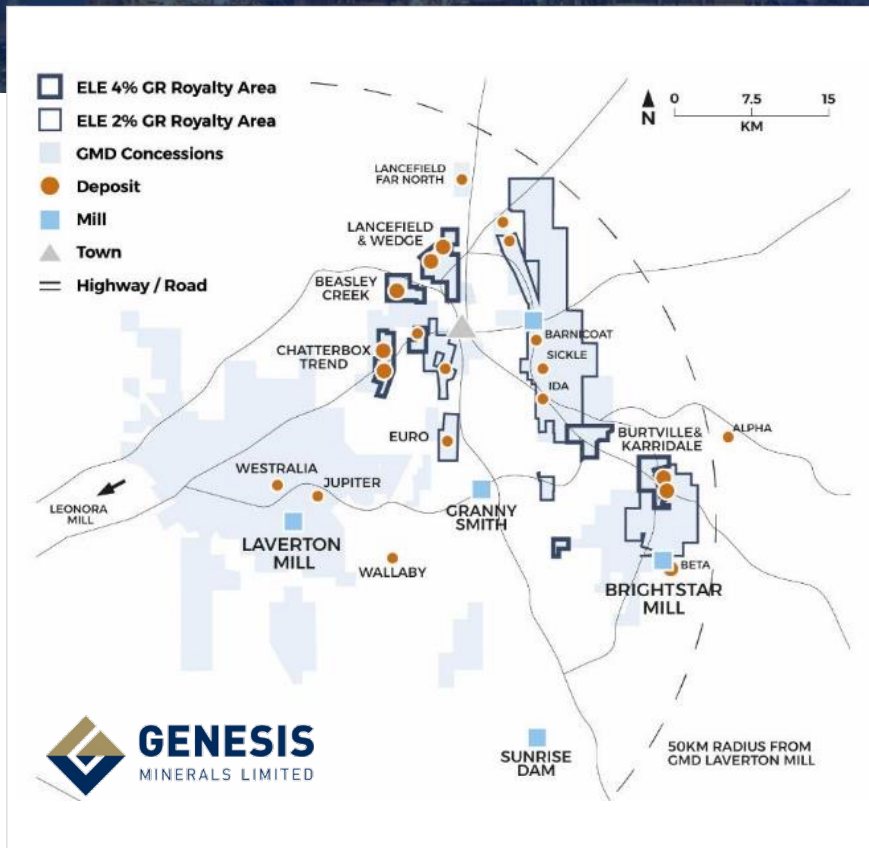 ELE 4% GR Royalty Area
ELE 2% GR Royalty Area
GMD Concessions
Deposit
Mill
Town
Highway / Road
N
0 7.5 15
KM
LANCEFIELD
FAR NORTH
LANCEFIELD
& WEDGE
BEASLEY
CREEK
BARNICOAT
CHATTERBOX
TREND
SICKLE
IDA
EURO
BURTVILLE&
KARRIDALE
ALPHA
WESTRALIA
JUPITER
LEONORA
MILL
GRANNY
SMITH
LAVERTON
MILL
WALLABY
BETA
BRIGHTSTAR
MILL
SUNRISE
DAM
50KM RADIUS FROM
GMD LAVERTON MILL
GENESIS
MINERALS LIMITED